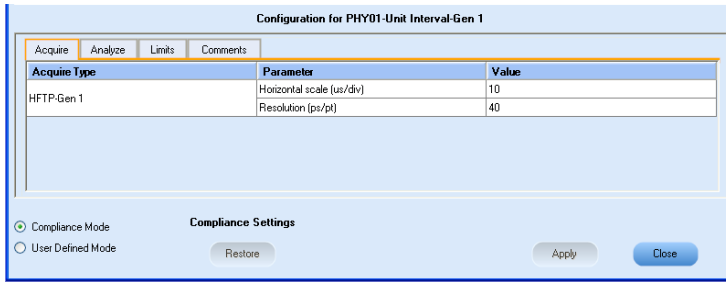 Configuration for PHY01-Unit Interval-Gen 1
Acquire Analyze Limits Comments
Acquire Type Parameter Value
HFTP-Gen 1
Horizontal scale (us/div) 10
Resolution (ps/pt) 40
Compliance Mode Compliance Settings
User Defined Mode Restore Apply Close